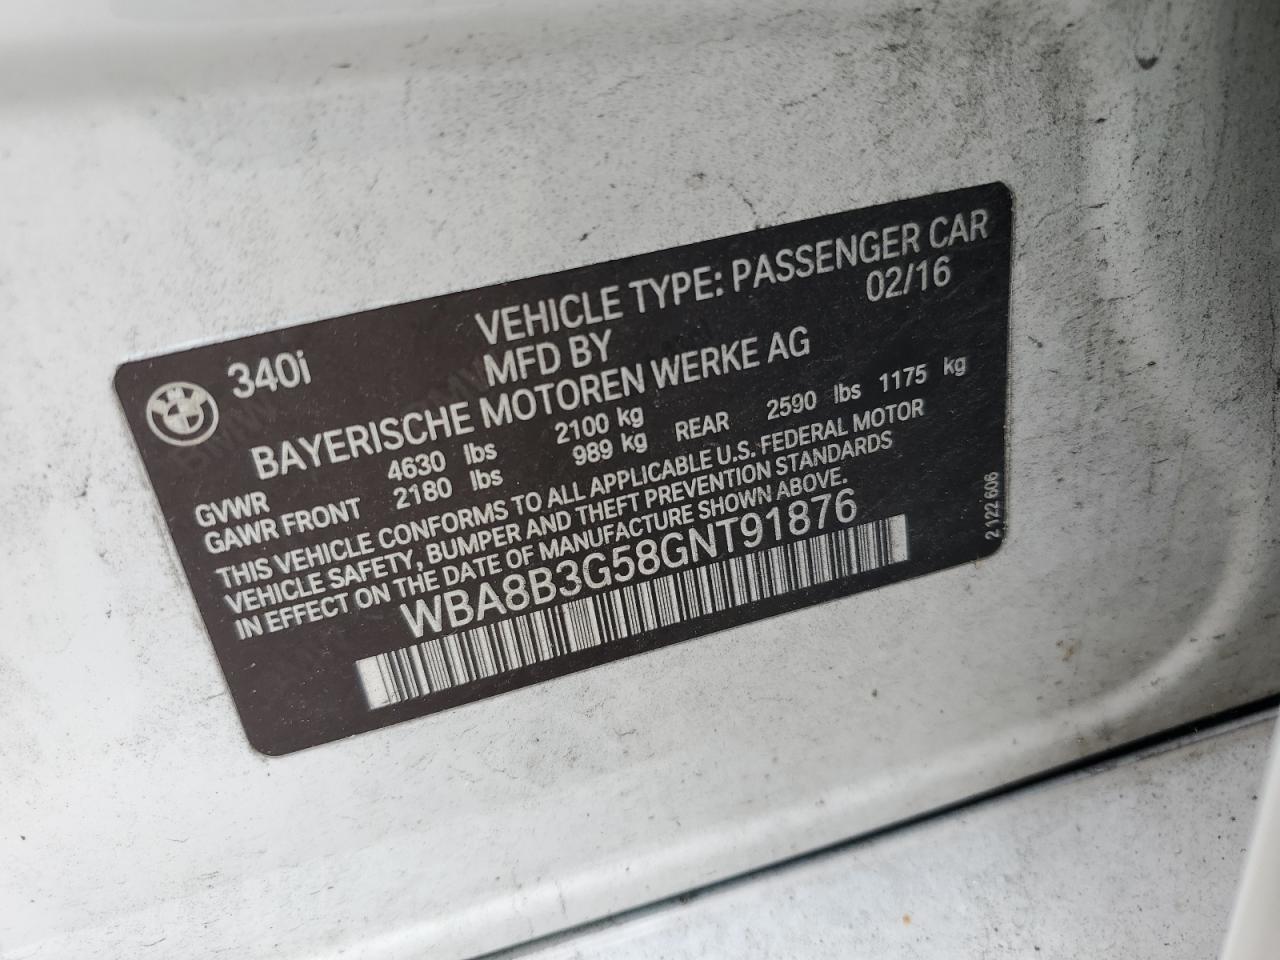 340i
VEHICLE TYPE: PASSENGER CAR
MFD BY 02/16
BAYERISCHE MOTOREN WERKE AG
GVWR 4630 lbs 2100 kg
GAWR FRONT 2180 lbs 989 kg REAR 2590 lbs 1175 kg
THIS VEHICLE CONFORMS TO ALL APPLICABLE U.S. FEDERAL MOTOR
VEHICLE SAFETY, BUMPER AND THEFT PREVENTION STANDARDS
IN EFFECT ON THE DATE OF MANUFACTURE SHOWN ABOVE.
WBA8B3G58GNT91876
2 122 606